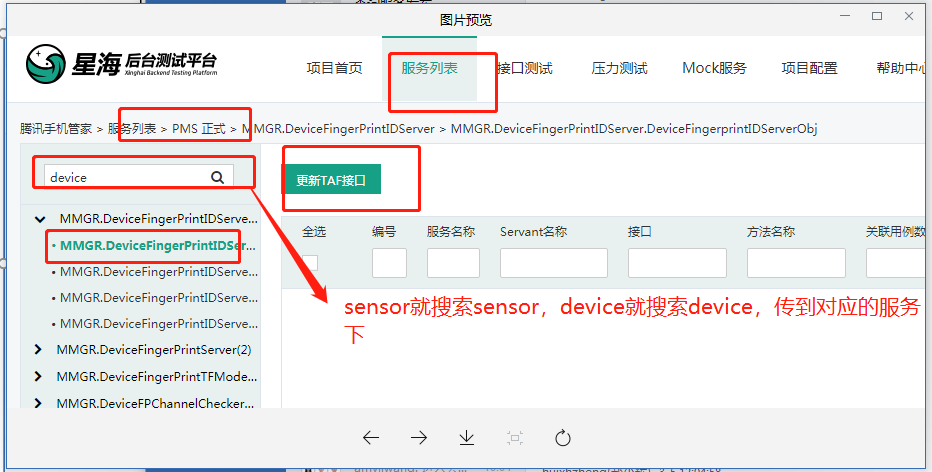 图片预览
星海 后台测试平台
Xinghai Backend Testing Platform
项目首页 服务列表 接口测试 压力测试 Mock服务 项目配置 帮助中心
腾讯手机管家 > 服务列表 > PMS 正式 > MMGR.DeviceFingerPrintIDServer > MMGR.DeviceFingerPrintIDServer.DeviceFingerprintIDServerObj
device
更新TAF接口
MMGR.DeviceFingerPrintIDServe...
MMGR.DeviceFingerPrintIDSer...
MMGR.DeviceFingerPrintIDServe...
MMGR.DeviceFingerPrintIDServe...
MMGR.DeviceFingerPrintIDServe...
MMGR.DeviceFingerPrintServer(2)
MMGR.DeviceFingerPrintTFMode...
MMGR.DeviceFPChannelChecker...
全选 编号 服务名称 Servant名称 接口 方法名称 关联用例数
sensor就搜索sensor，device就搜索device，传到对应的服务
下